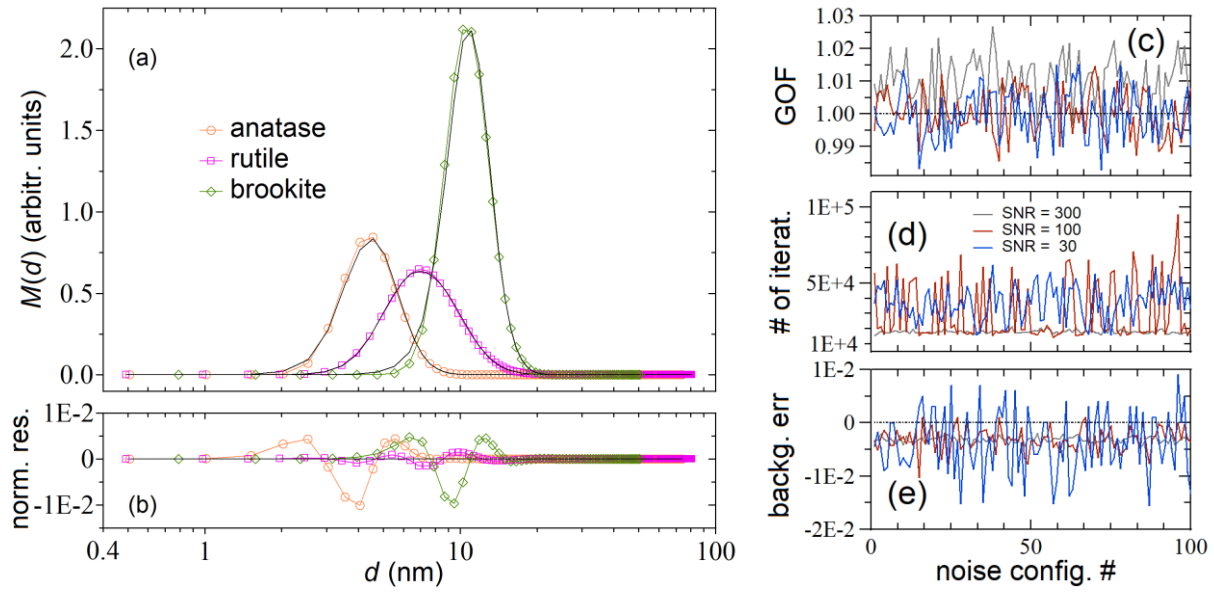 (a)
M(d) (arbitr. units)
2.0
1.5
1.0
0.5
0.0
anatase
rutile
brookite
(b)
norm. res.
1E-2
0
-1E-2
0.4
1
10
100
d (nm)
(c)
GOF
1.03
1.02
1.01
1.00
0.99
(d)
# of iterat.
1E+5
5E+4
1E+4
SNR = 300
SNR = 100
SNR = 30
(e)
backg. err
1E-2
0
-1E-2
-2E-2
0
50
100
noise config. #